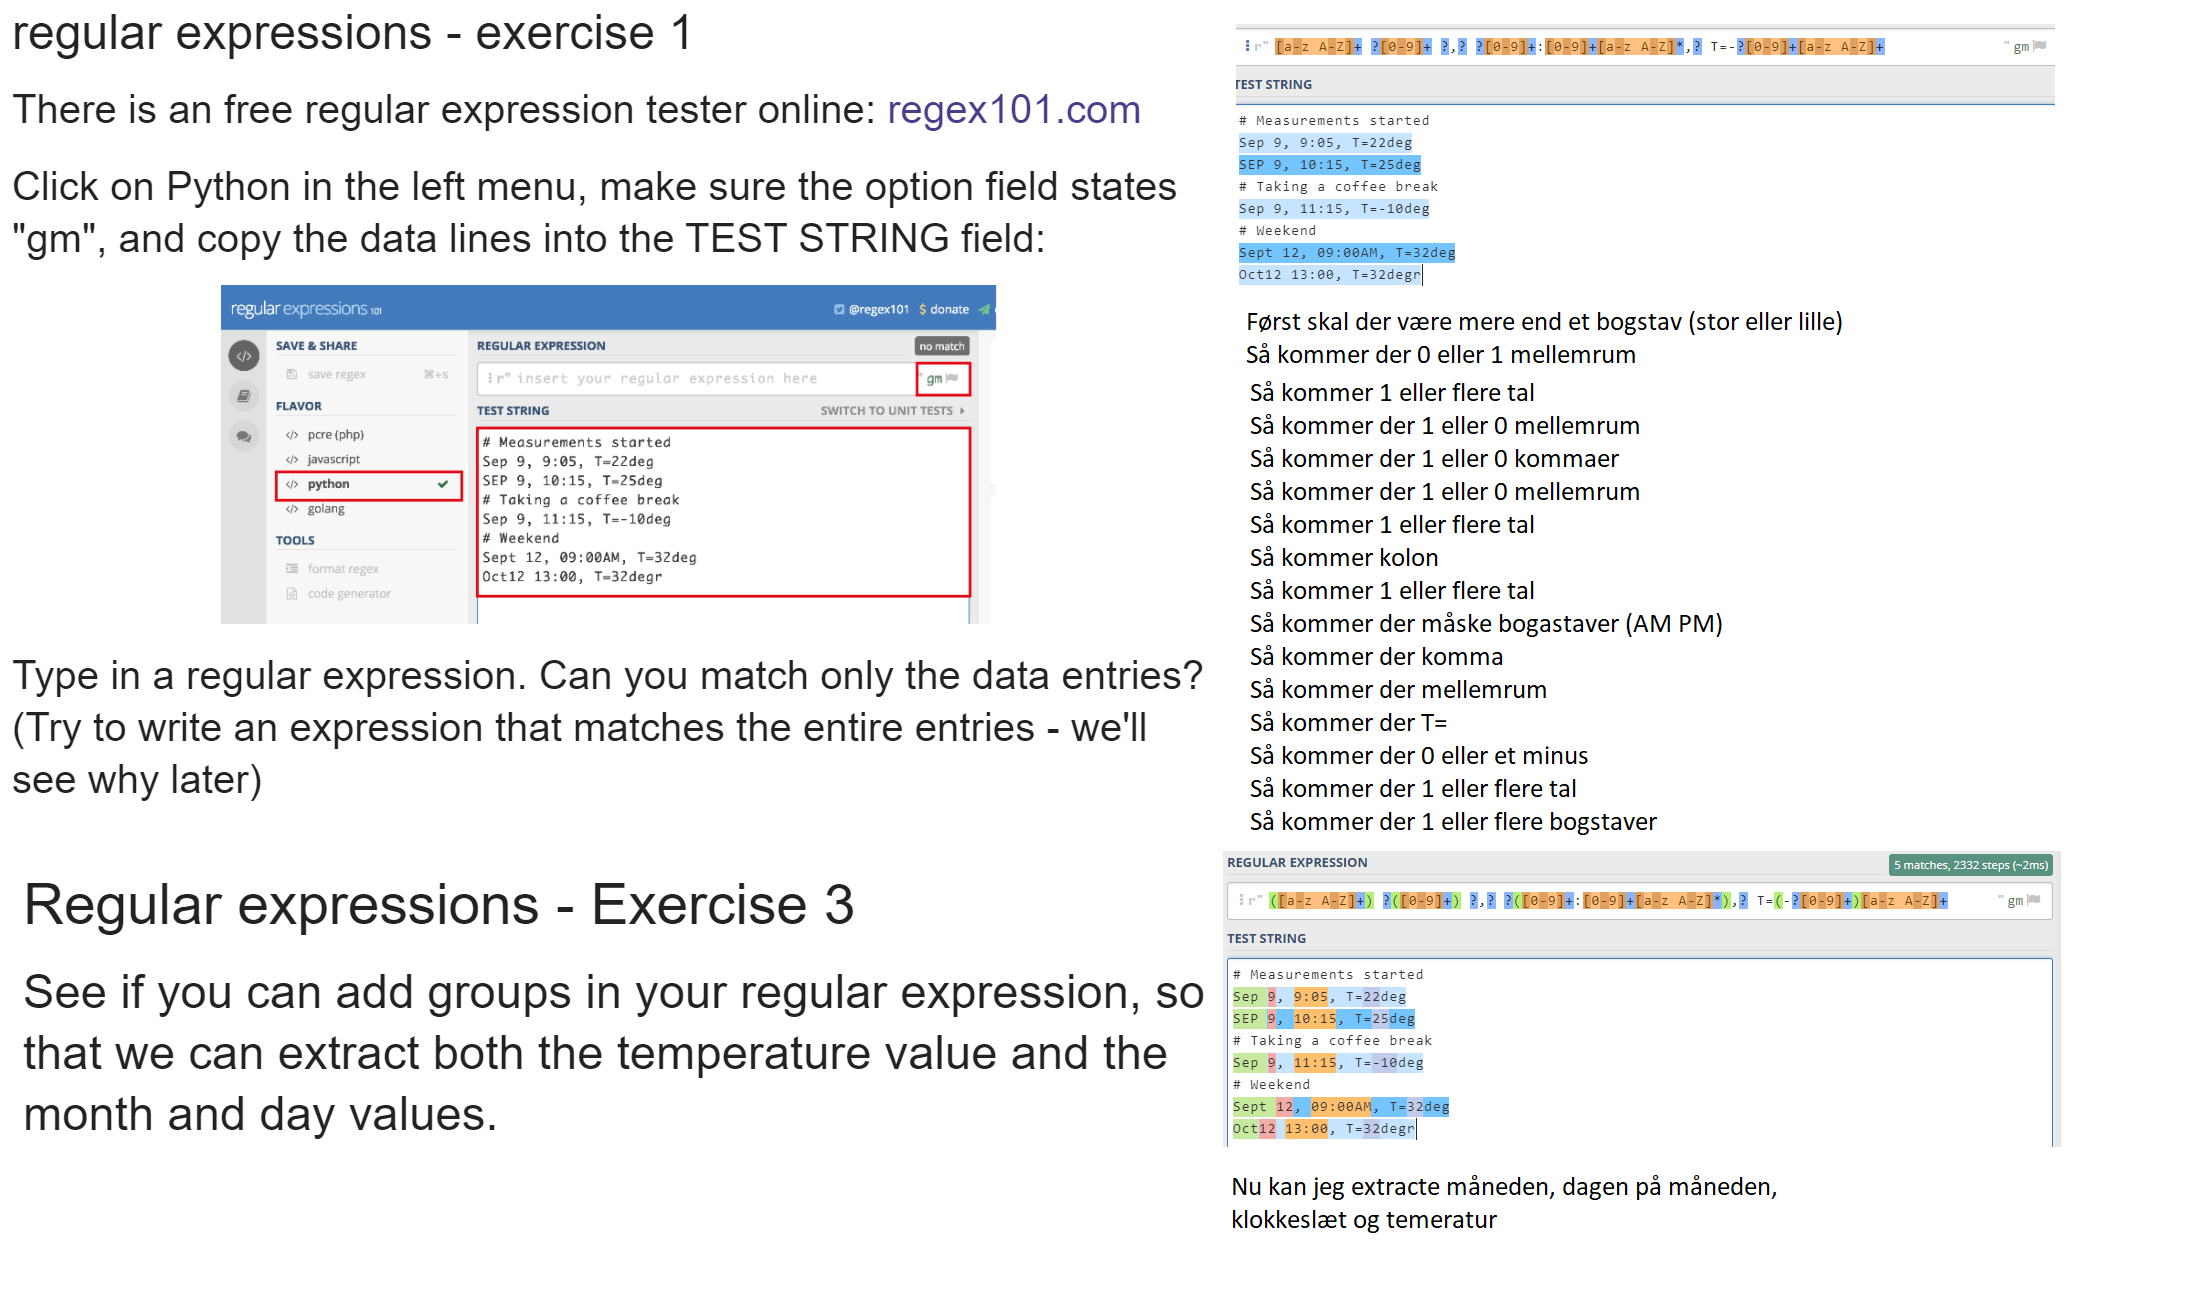 regular expressions - exercise 1
There is an free regular expression tester online: regex101.com
Click on Python in the left menu, make sure the option field states
"gm", and copy the data lines into the TEST STRING field:
regular expressions 101
@regex101 $ donate
SAVE & SHARE
save regex ⌘+s
FLAVOR
</> pcre (php)
</> javascript
</> python ✔
</> golang
TOOLS
format regex
code generator
REGULAR EXPRESSION no match
r" insert your regular expression here " gm
TEST STRING SWITCH TO UNIT TESTS
# Measurements started
Sep 9, 9:05, T=22deg
SEP 9, 10:15, T=25deg
# Taking a coffee break
Sep 9, 11:15, T=-10deg
# Weekend
Sept 12, 09:00AM, T=32deg
Oct12 13:00, T=32degr
Type in a regular expression. Can you match only the data entries?
(Try to write an expression that matches the entire entries - we'll
see why later)
Regular expressions - Exercise 3
See if you can add groups in your regular expression, so
that we can extract both the temperature value and the
month and day values.
r" [a-z A-Z]+ ?[0-9]+ ?,? ?[0-9]+:[0-9]+[a-z A-Z]*,? T=-?[0-9]+[a-z A-Z]+ " gm
TEST STRING
# Measurements started
Sep 9, 9:05, T=22deg
SEP 9, 10:15, T=25deg
# Taking a coffee break
Sep 9, 11:15, T=-10deg
# Weekend
Sept 12, 09:00AM, T=32deg
Oct12 13:00, T=32degr
Først skal der være mere end et bogstav (stor eller lille)
Så kommer der 0 eller 1 mellemrum
Så kommer 1 eller flere tal
Så kommer der 1 eller 0 mellemrum
Så kommer der 1 eller 0 kommaer
Så kommer der 1 eller 0 mellemrum
Så kommer 1 eller flere tal
Så kommer kolon
Så kommer 1 eller flere tal
Så kommer der måske bogastaver (AM PM)
Så kommer der komma
Så kommer der mellemrum
Så kommer der T=
Så kommer der 0 eller et minus
Så kommer der 1 eller flere tal
Så kommer der 1 eller flere bogstaver
REGULAR EXPRESSION 5 matches, 2332 steps (~2ms)
r" ([a-z A-Z]+) ?([0-9]+) ?,? ?([0-9]+:[0-9]+[a-z A-Z]*),? T=(-?[0-9]+)[a-z A-Z]+ " gm
TEST STRING
# Measurements started
Sep 9, 9:05, T=22deg
SEP 9, 10:15, T=25deg
# Taking a coffee break
Sep 9, 11:15, T=-10deg
# Weekend
Sept 12, 09:00AM, T=32deg
Oct12 13:00, T=32degr
Nu kan jeg extracte måneden, dagen på måneden,
klokkeslæt og temeratur